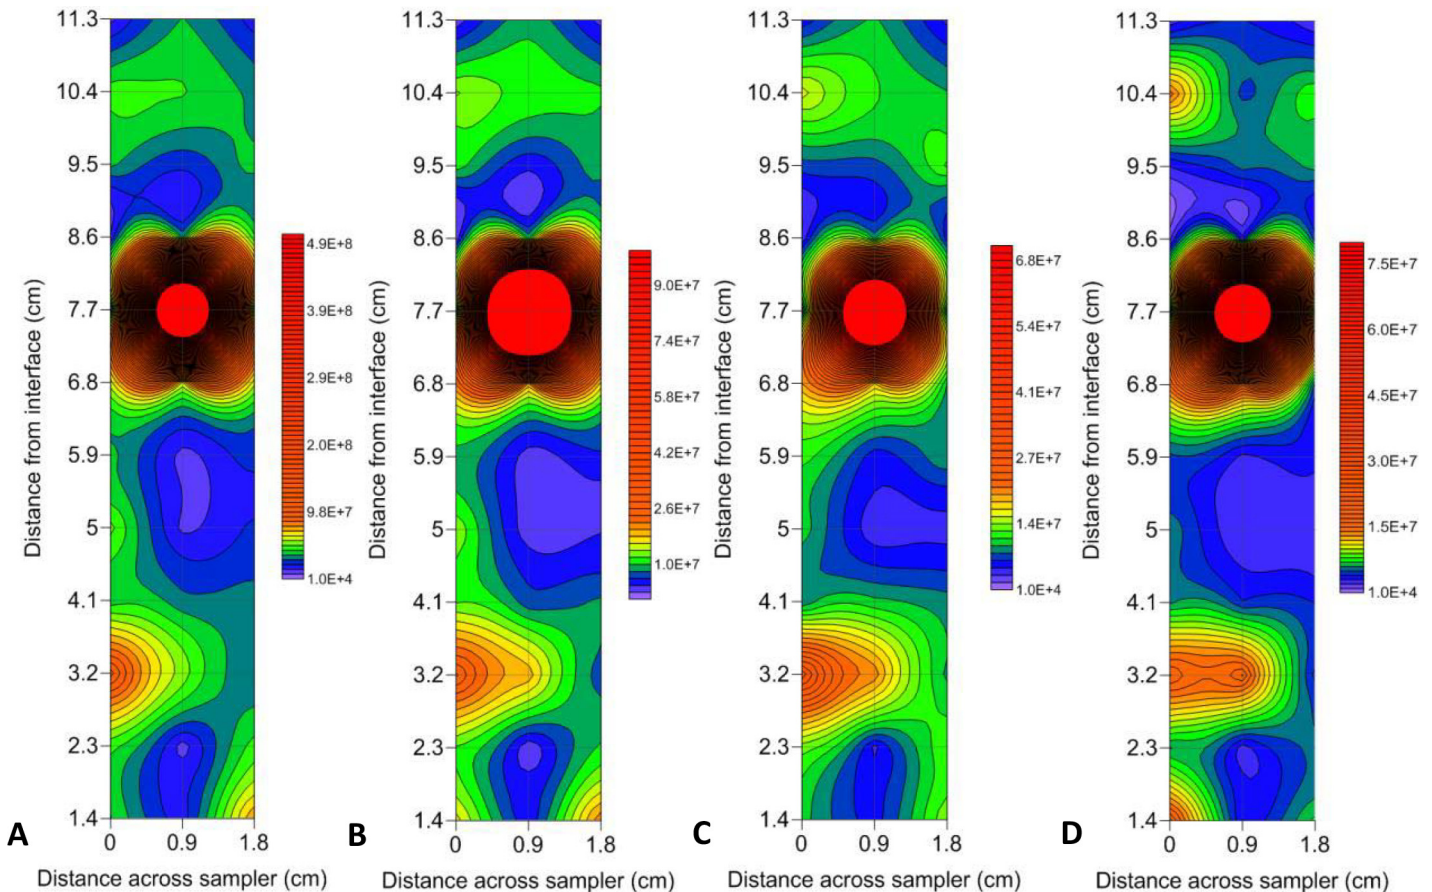 11.3
10.4
9.5
8.6
7.7
6.8
5.9
5
4.1
3.2
2.3
1.4
0 0.9 1.8
Distance from interface (cm)
Distance across sampler (cm)
4.9E+8
3.9E+8
2.9E+8
2.0E+8
9.8E+7
1.0E+4
A
11.3
10.4
9.5
8.6
7.7
6.8
5.9
5
4.1
3.2
2.3
1.4
0 0.9 1.8
Distance from interface (cm)
Distance across sampler (cm)
9.0E+7
7.4E+7
5.8E+7
4.2E+7
2.6E+7
1.0E+7
B
11.3
10.4
9.5
8.6
7.7
6.8
5.9
5
4.1
3.2
2.3
1.4
0 0.9 1.8
Distance from interface (cm)
Distance across sampler (cm)
6.8E+7
5.4E+7
4.1E+7
2.7E+7
1.4E+7
1.0E+4
C
11.3
10.4
9.5
8.6
7.7
6.8
5.9
5
4.1
3.2
2.3
1.4
0 0.9 1.8
Distance from interface (cm)
Distance across sampler (cm)
7.5E+7
6.0E+7
4.5E+7
3.0E+7
1.5E+7
1.0E+4
D